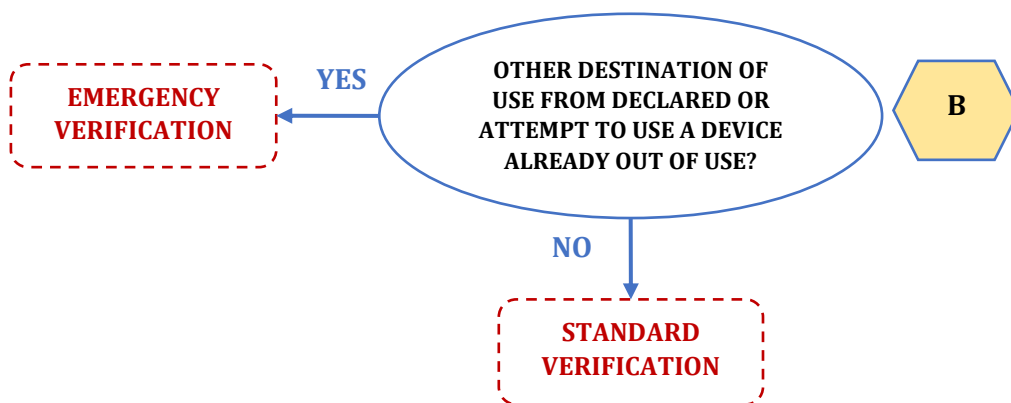 YES
EMERGENCY
VERIFICATION
OTHER DESTINATION OF
USE FROM DECLARED OR
ATTEMPT TO USE A DEVICE
ALREADY OUT OF USE?
B
NO
STANDARD
VERIFICATION